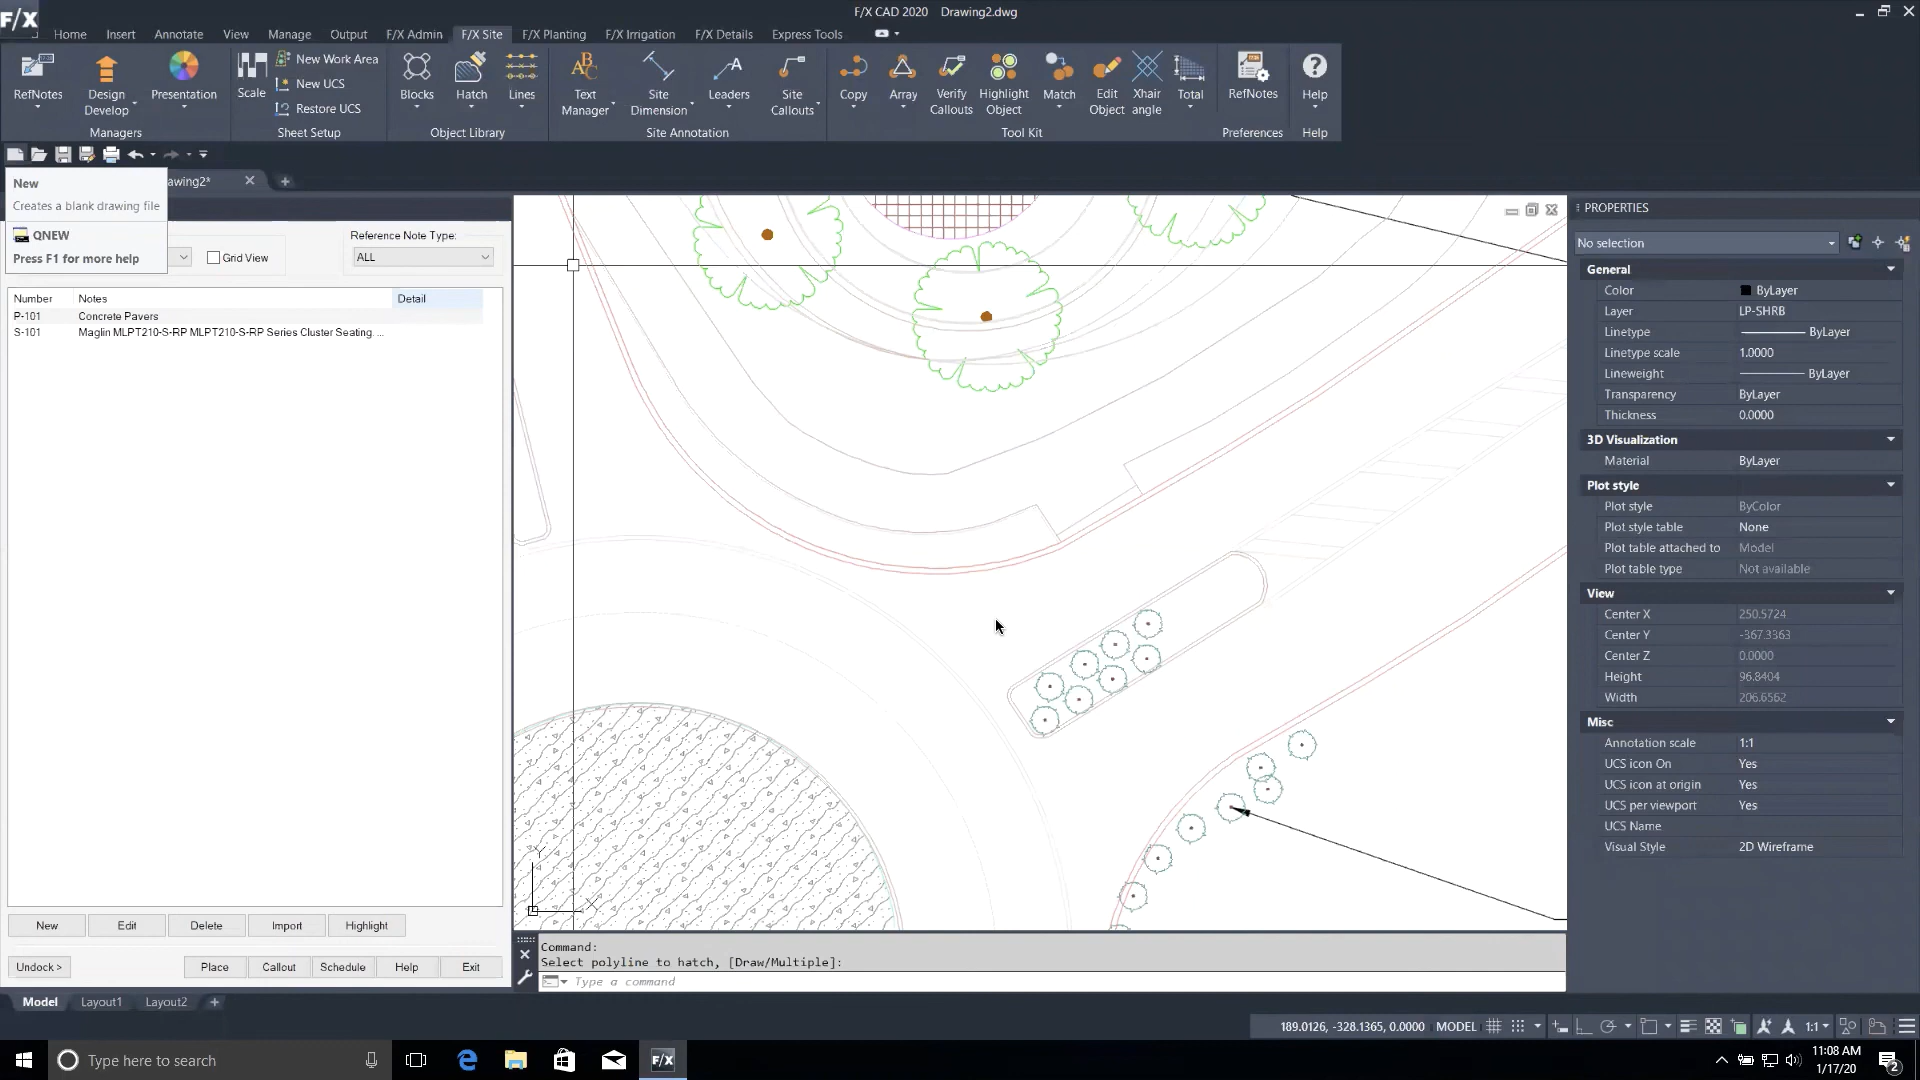 F/X
F/X CAD 2020 Drawing2.dwg
Home Insert Annotate View Manage Output F/X Admin F/X Site F/X Planting F/X Irrigation F/X Details Express Tools
RefNotes
Design Develop
Presentation
Managers
Scale
New Work Area
New UCS
Restore UCS
Sheet Setup
Blocks
Hatch
Lines
Object Library
Text Manager
Site Dimension
Leaders
Site Callouts
Site Annotation
Copy
Array
Verify Callouts
Highlight Object
Match
Edit Object
Xhair angle
Total
Tool Kit
RefNotes
Preferences
Help
Help
New
Creates a blank drawing file
QNEW
Press F1 for more help
awing2*
Grid View
Reference Note Type:
ALL
Number Notes Detail
P-101 Concrete Pavers
S-101 Maglin MLPT210-S-RP MLPT210-S-RP Series Cluster Seating. ...
New Edit Delete Import Highlight
Undock > Place Callout Schedule Help Exit
Y
X
Command:
Select polyline to hatch, [Draw/Multiple]:
Type a command
PROPERTIES
No selection
General
Color ByLayer
Layer LP-SHRB
Linetype ByLayer
Linetype scale 1.0000
Lineweight ByLayer
Transparency ByLayer
Thickness 0.0000
3D Visualization
Material ByLayer
Plot style
Plot style ByColor
Plot style table None
Plot table attached to Model
Plot table type Not available
View
Center X 250.5724
Center Y -367.3363
Center Z 0.0000
Height 96.8404
Width 206.6562
Misc
Annotation scale 1:1
UCS icon On Yes
UCS icon at origin Yes
UCS per viewport Yes
UCS Name
Visual Style 2D Wireframe
Model Layout1 Layout2
189.0126, -328.1365, 0.0000 MODEL 1:1
Type here to search
F/X
11:08 AM
1/17/20
2